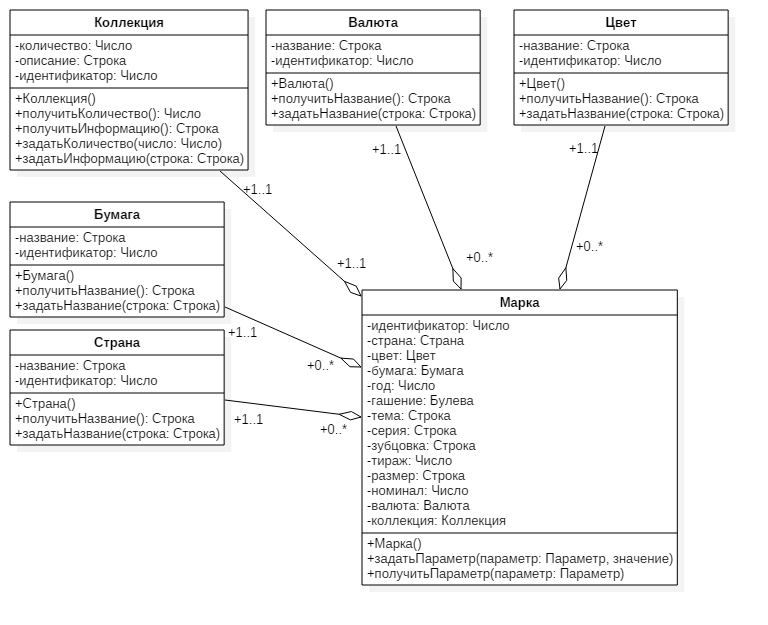 Коллекция
-количество: Число
-описание: Строка
-идентификатор: Число
+Коллекция()
+получитьКоличество(): Число
+получитьИнформацию(): Строка
+задатьКоличество(число: Число)
+задатьИнформацию(строка: Строка)
Валюта
-название: Строка
-идентификатор: Число
+Валюта()
+получитьНазвание(): Строка
+задатьНазвание(строка: Строка)
Цвет
-название: Строка
-идентификатор: Число
+Цвет()
+получитьНазвание(): Строка
+задатьНазвание(строка: Строка)
+1..1
+1..1
+1..1
+1..1
+0..*
+0..*
Бумага
-название: Строка
-идентификатор: Число
+Бумага()
+получитьНазвание(): Строка
+задатьНазвание(строка: Строка)
+1..1
+0..*
Страна
-название: Строка
-идентификатор: Число
+Страна()
+получитьНазвание(): Строка
+задатьНазвание(строка: Строка)
+1..1
+0..*
Марка
-идентификатор: Число
-страна: Страна
-цвет: Цвет
-бумага: Бумага
-год: Число
-гашение: Булева
-тема: Строка
-серия: Строка
-зубцовка: Строка
-тираж: Число
-размер: Строка
-номинал: Число
-валюта: Валюта
-коллекция: Коллекция
+Марка()
+задатьПараметр(параметр: Параметр, значение)
+получитьПараметр(параметр: Параметр)